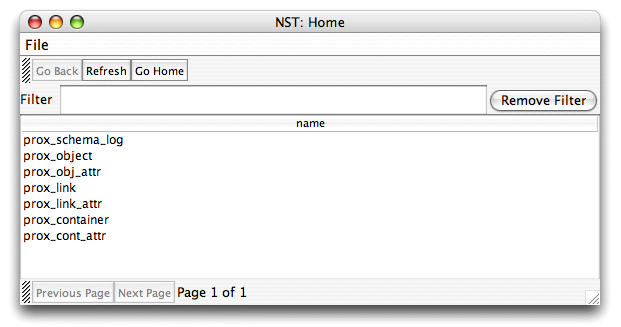 NST: Home
File
Go Back Refresh Go Home
Filter Remove Filter
name
prox_schema_log
prox_object
prox_obj_attr
prox_link
prox_link_attr
prox_container
prox_cont_attr
Previous Page Next Page Page 1 of 1